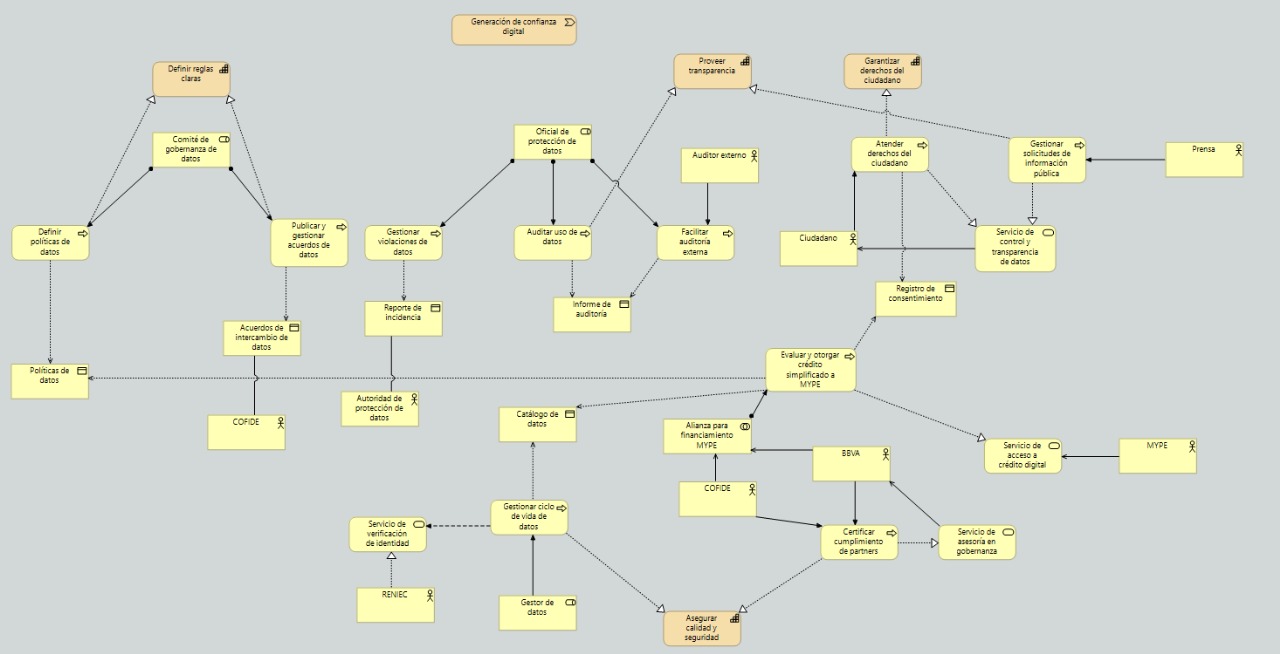 Generación de confianza
digital
Definir reglas
claras
Proveer
transparencia
Garantizar
derechos del
ciudadano
Comité de
gobernanza de
datos
Oficial de
protección de
datos
Auditor externo
Atender
derechos del
ciudadano
Gestionar
solicitudes de
información
pública
Prensa
Definir
políticas de
datos
Publicar y
gestionar
acuerdos de
datos
Gestionar
violaciones de
datos
Auditar uso de
datos
Facilitar
auditoría
externa
Ciudadano
Servicio de
control y
transparencia
de datos
Registro de
consentimiento
Reporte de
incidencia
Informe de
auditoría
Acuerdos de
intercambio de
datos
Políticas de
datos
Evaluar y otorgar
crédito
simplificado a
MYPE
COFIDE
Autoridad de
protección de
datos
Catálogo de
datos
Alianza para
financiamiento
MYPE
BBVA
Servicio de
acceso a
crédito digital
MYPE
COFIDE
Gestionar ciclo
de vida de
datos
Servicio de
verificación
de identidad
Certificar
cumplimiento
de partners
Servicio de
asesoría en
gobernanza
RENIEC
Gestor de
datos
Asegurar
calidad y
seguridad